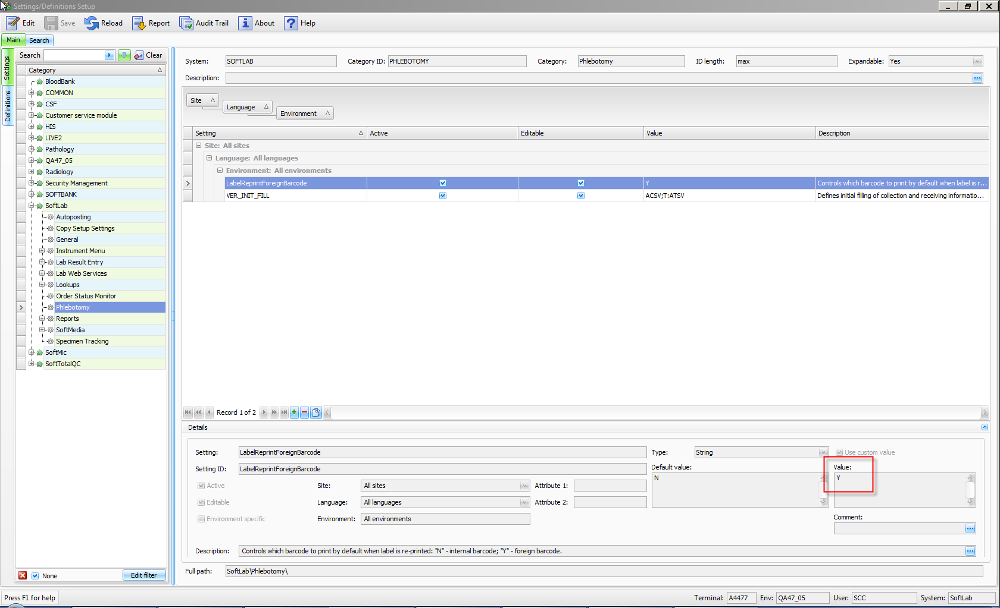 Settings/Definitions Setup
Edit Save Reload Report Audit Trail About Help
Main Search
Settings
Definitions
Search Clear
Category
BloodBank
COMMON
CSF
Customer service module
HIS
LIVE2
Pathology
QA47_05
Radiology
Security Management
SOFTBANK
SoftLab
Autoposting
Copy Setup Settings
General
Instrument Menu
Lab Result Entry
Lab Web Services
Lookups
Order Status Monitor
Phlebotomy
Reports
SoftMedia
Specimen Tracking
SoftMic
SoftTotalQC
None Edit filter
System: SOFTLAB Category ID: PHLEBOTOMY Category: Phlebotomy ID length: max Expandable: Yes
Description:
Site
Language
Environment
Setting Active Editable Value Description
Site: All sites
Language: All languages
Environment: All environments
LabelReprintForeignBarcode Y Controls which barcode to print by default when label is r...
VER_INIT_FILL ACSV;T:ATSV Defines initial filling of collection and receiving informatio...
Record 1 of 2
Details
Setting: LabelReprintForeignBarcode Type: String Use custom value
Setting ID: LabelReprintForeignBarcode Default value: Value:
N Y
Active Site: All sites Attribute 1:
Editable Language: All languages Attribute 2:
Environment specific Environment: All environments Comment:
Description: Controls which barcode to print by default when label is re-printed: "N" - internal barcode; "Y" - foreign barcode.
Full path: SoftLab\Phlebotomy\
Press F1 for help Terminal: A4477 Env: QA47_05 User: SCC System: SoftLab